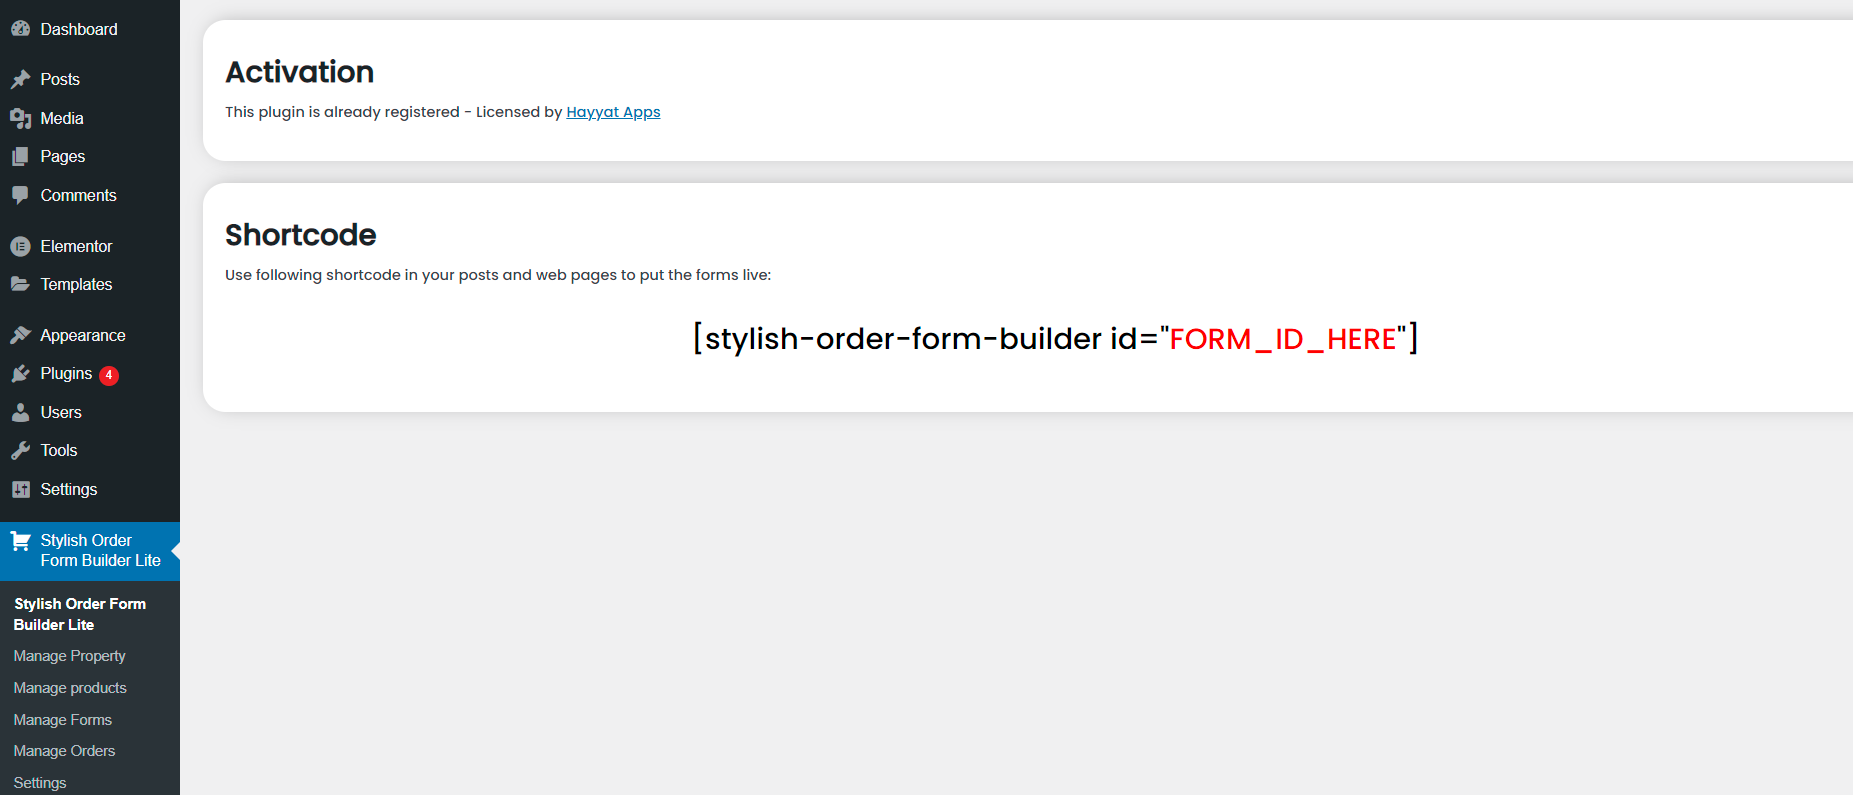 Dashboard
Posts
Media
Pages
Comments
Elementor
Templates
Appearance
Plugins 4
Users
Tools
Settings
Stylish Order
Form Builder Lite
Stylish Order Form
Builder Lite
Manage Property
Manage products
Manage Forms
Manage Orders
Settings
Activation
This plugin is already registered - Licensed by Hayyat Apps
Shortcode
Use following shortcode in your posts and web pages to put the forms live:
[stylish-order-form-builder id="FORM_ID_HERE"]